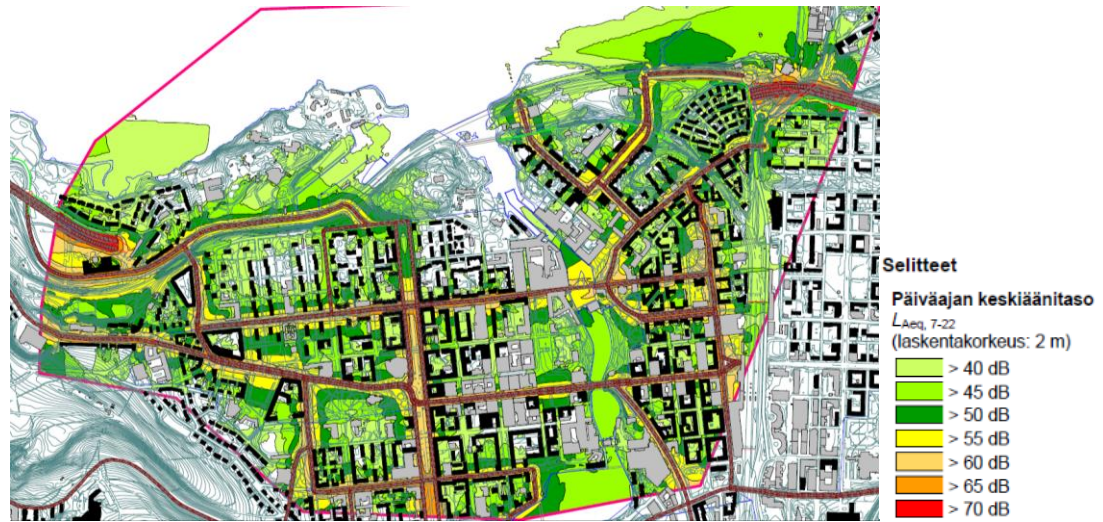 Selitteet
Päiväajan keskiäänitaso
LAeq, 7-22
(laskentakorkeus: 2 m)
> 40 dB
> 45 dB
> 50 dB
> 55 dB
> 60 dB
> 65 dB
> 70 dB